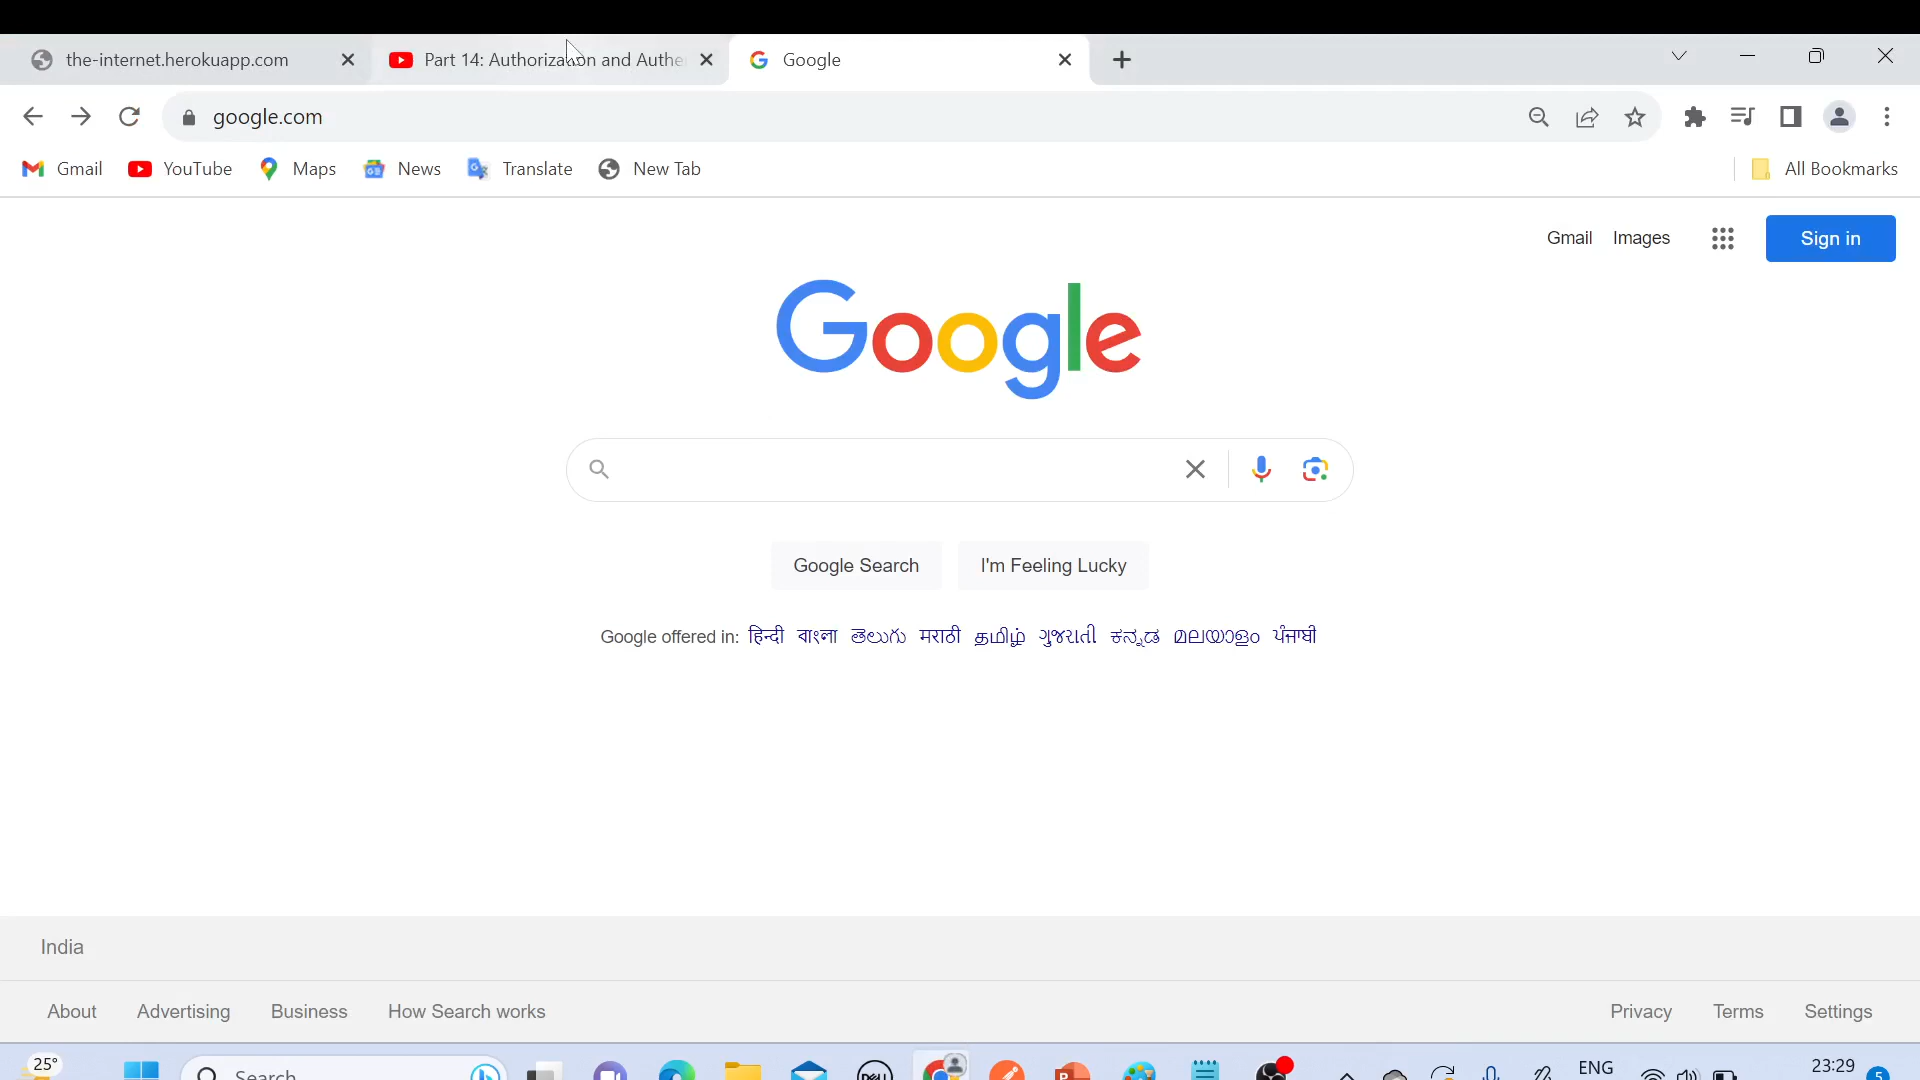 the-internet.herokuapp.com Part 14: Authorization and Authe Google
google.com
Gmail YouTube Maps News Translate New Tab All Bookmarks
Gmail Images Sign in
Google
Google Search I'm Feeling Lucky
Google offered in: हिन्दी বাংলা తెలుగు मराठी தமிழ் ગુજરાતી ಕನ್ನಡ മലയാളം ਪੰਜਾਬੀ
India
About Advertising Business How Search works Privacy Terms Settings
25° Search DELL ENG 23:29 5